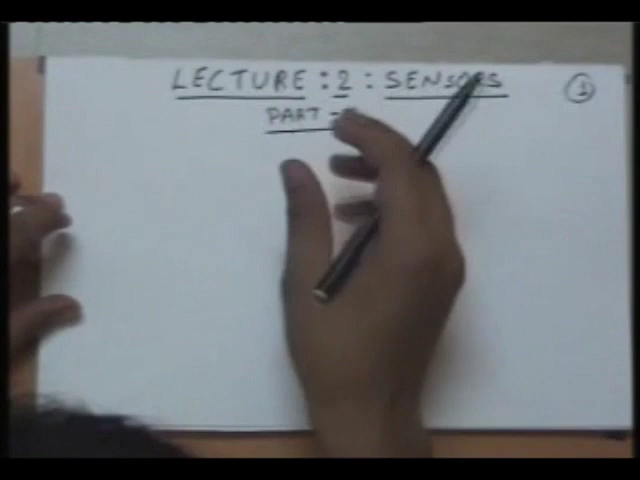 LECTURE : 2 : SENSORS
①
PART -